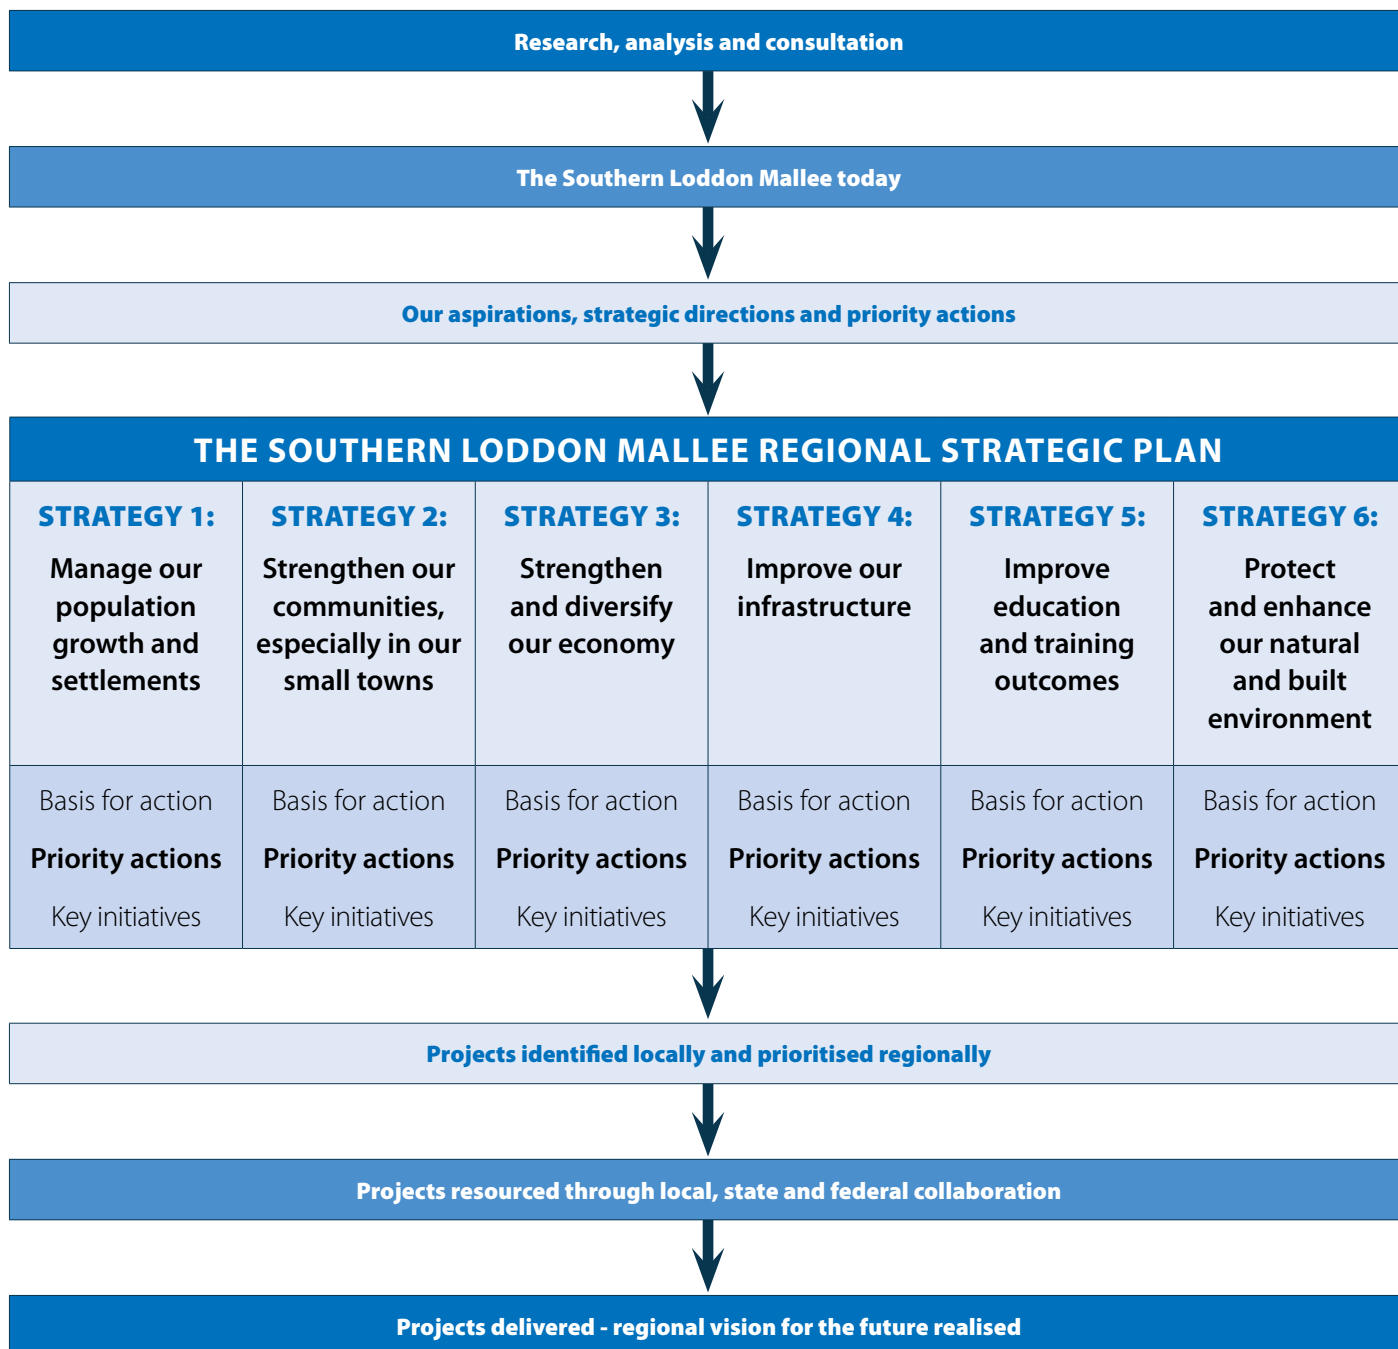 Research, analysis and consultation
The Southern Loddon Mallee today
Our aspirations, strategic directions and priority actions
THE SOUTHERN LODDON MALLEE REGIONAL STRATEGIC PLAN
STRATEGY 1:
Manage our
population
growth and
settlements
STRATEGY 2:
Strengthen our
communities,
especially in our
small towns
STRATEGY 3:
Strengthen
and diversify
our economy
STRATEGY 4:
Improve our
infrastructure
STRATEGY 5:
Improve
education
and training
outcomes
STRATEGY 6:
Protect
and enhance
our natural
and built
environment
Basis for action
Priority actions
Key initiatives
Basis for action
Priority actions
Key initiatives
Basis for action
Priority actions
Key initiatives
Basis for action
Priority actions
Key initiatives
Basis for action
Priority actions
Key initiatives
Basis for action
Priority actions
Key initiatives
Projects identified locally and prioritised regionally
Projects resourced through local, state and federal collaboration
Projects delivered - regional vision for the future realised